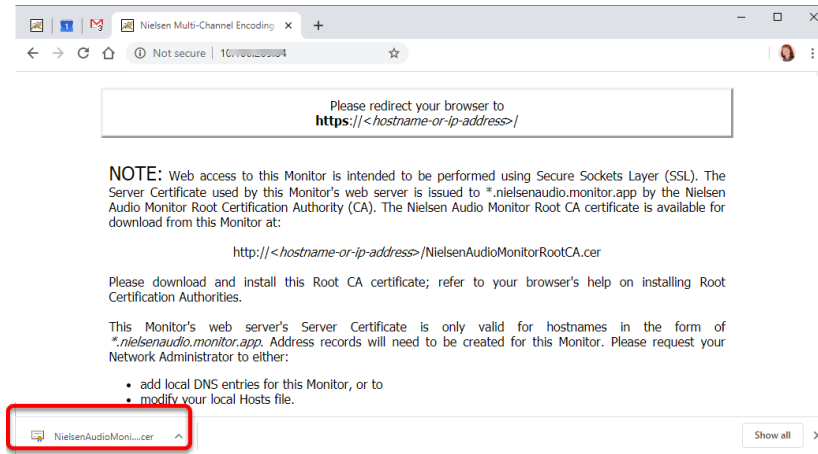 Nielsen Multi-Channel Encoding
Not secure
Please redirect your browser to
https://<hostname-or-ip-address>/
NOTE: Web access to this Monitor is intended to be performed using Secure Sockets Layer (SSL). The
Server Certificate used by this Monitor's web server is issued to *.nielsenaudio.monitor.app by the Nielsen
Audio Monitor Root Certification Authority (CA). The Nielsen Audio Monitor Root CA certificate is available for
download from this Monitor at:
http://<hostname-or-ip-address>/NielsenAudioMonitorRootCA.cer
Please download and install this Root CA certificate; refer to your browser's help on installing Root
Certification Authorities.
This Monitor's web server's Server Certificate is only valid for hostnames in the form of
*.nielsenaudio.monitor.app. Address records will need to be created for this Monitor. Please request your
Network Administrator to either:
• add local DNS entries for this Monitor, or to
• modify your local Hosts file.
NielsenAudioMoni....cer
Show all